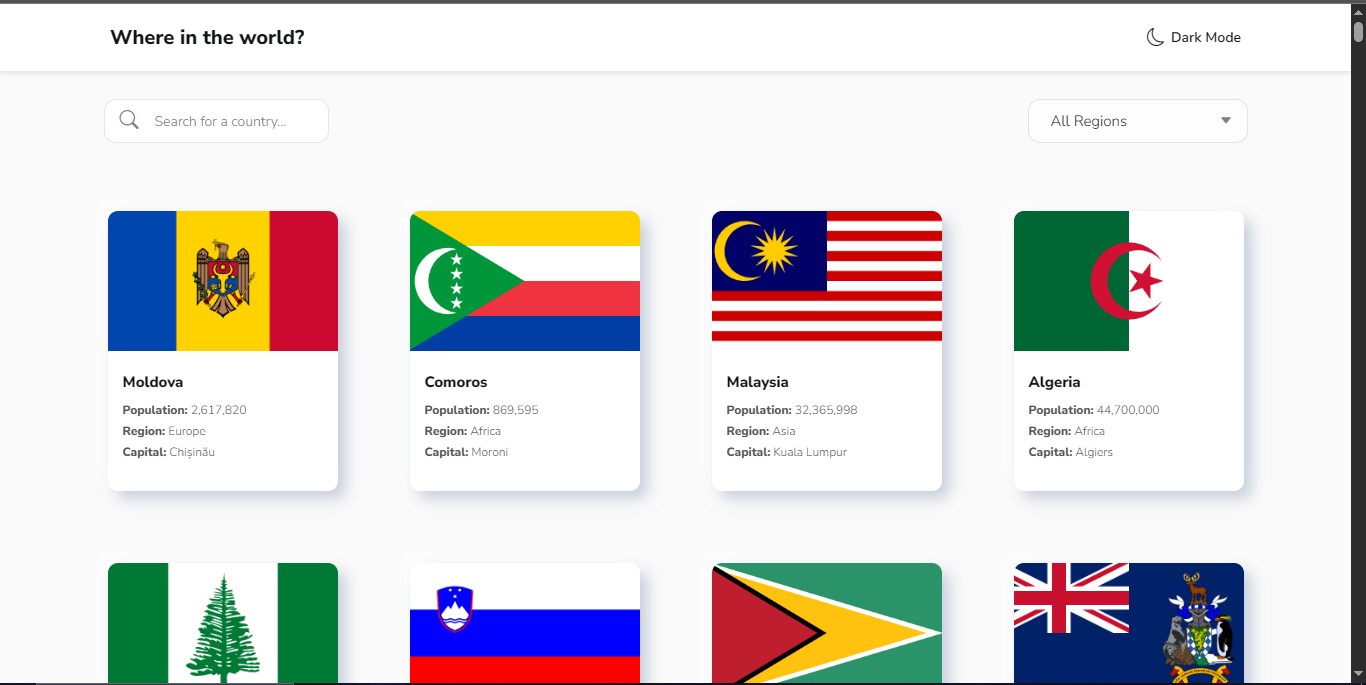 Where in the world?
Dark Mode
Search for a country...
All Regions
Moldova
Population: 2,617,820
Region: Europe
Capital: Chișinău
Comoros
Population: 869,595
Region: Africa
Capital: Moroni
Malaysia
Population: 32,365,998
Region: Asia
Capital: Kuala Lumpur
Algeria
Population: 44,700,000
Region: Africa
Capital: Algiers